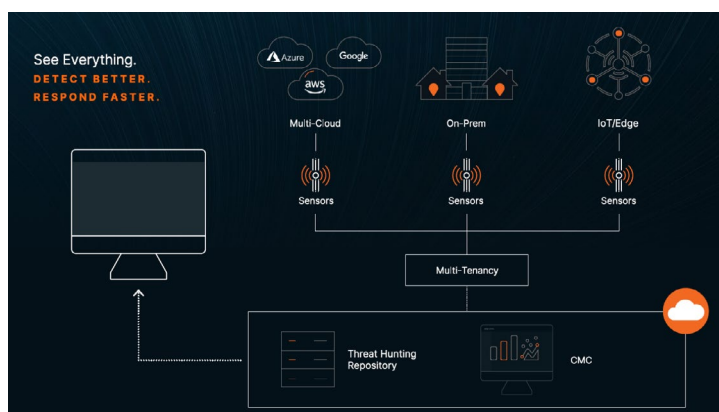 See Everything.
DETECT BETTER.
RESPOND FASTER.
Azure
Google
aws
Multi-Cloud
On-Prem
IoT/Edge
Sensors
Sensors
Sensors
Multi-Tenancy
Threat Hunting
Repository
CMC